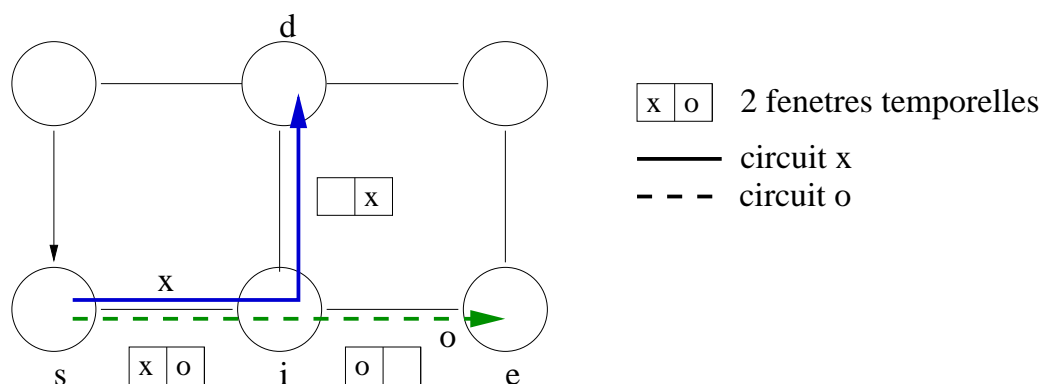 d
x o 2 fenetres temporelles
circuit x
circuit o
x
x
o
x o
o
s
i
e